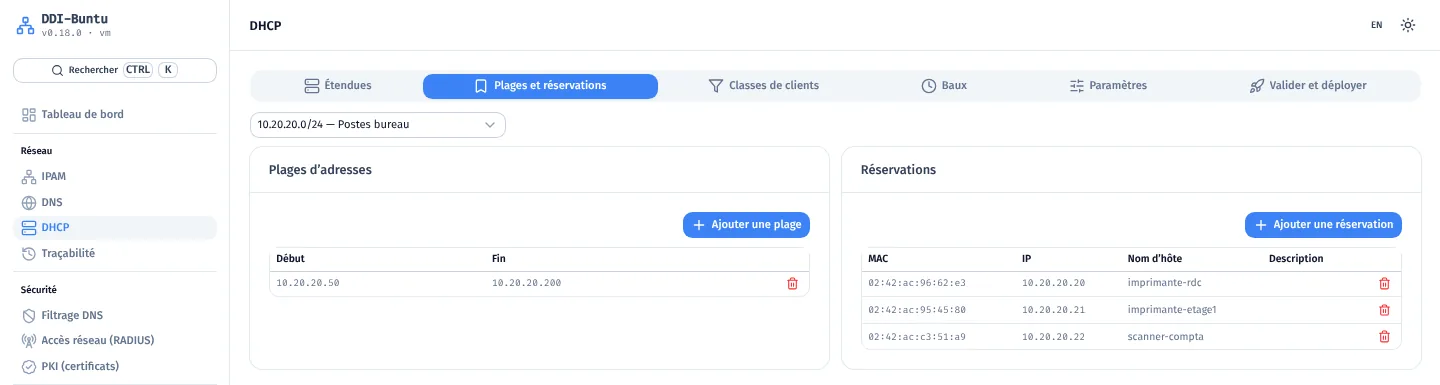 DDI-Buntu
v0.18.0 · vm
Rechercher CTRL K
Tableau de bord
Réseau
IPAM
DNS
DHCP
Traçabilité
Sécurité
Filtrage DNS
Accès réseau (RADIUS)
PKI (certificats)
DHCP
EN
Étendues
Plages et réservations
Classes de clients
Baux
Paramètres
Valider et déployer
10.20.20.0/24 — Postes bureau
Plages d’adresses
Ajouter une plage
Début Fin
10.20.20.50 10.20.20.200
Réservations
Ajouter une réservation
MAC IP Nom d’hôte Description
02:42:ac:96:62:e3 10.20.20.20 imprimante-rdc
02:42:ac:95:45:80 10.20.20.21 imprimante-etage1
02:42:ac:c3:51:a9 10.20.20.22 scanner-compta